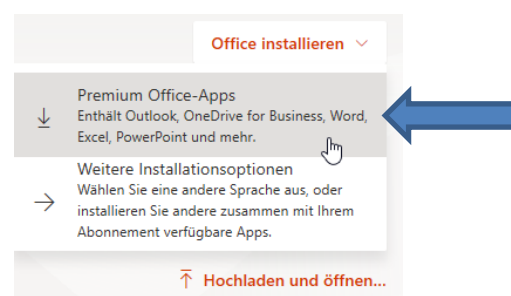 Office installieren
Premium Office-Apps
Enthält Outlook, OneDrive for Business, Word,
Excel, PowerPoint und mehr.
Weitere Installationsoptionen
Wählen Sie eine andere Sprache aus, oder
installieren Sie andere zusammen mit Ihrem
Abonnement verfügbare Apps.
Hochladen und öffnen...